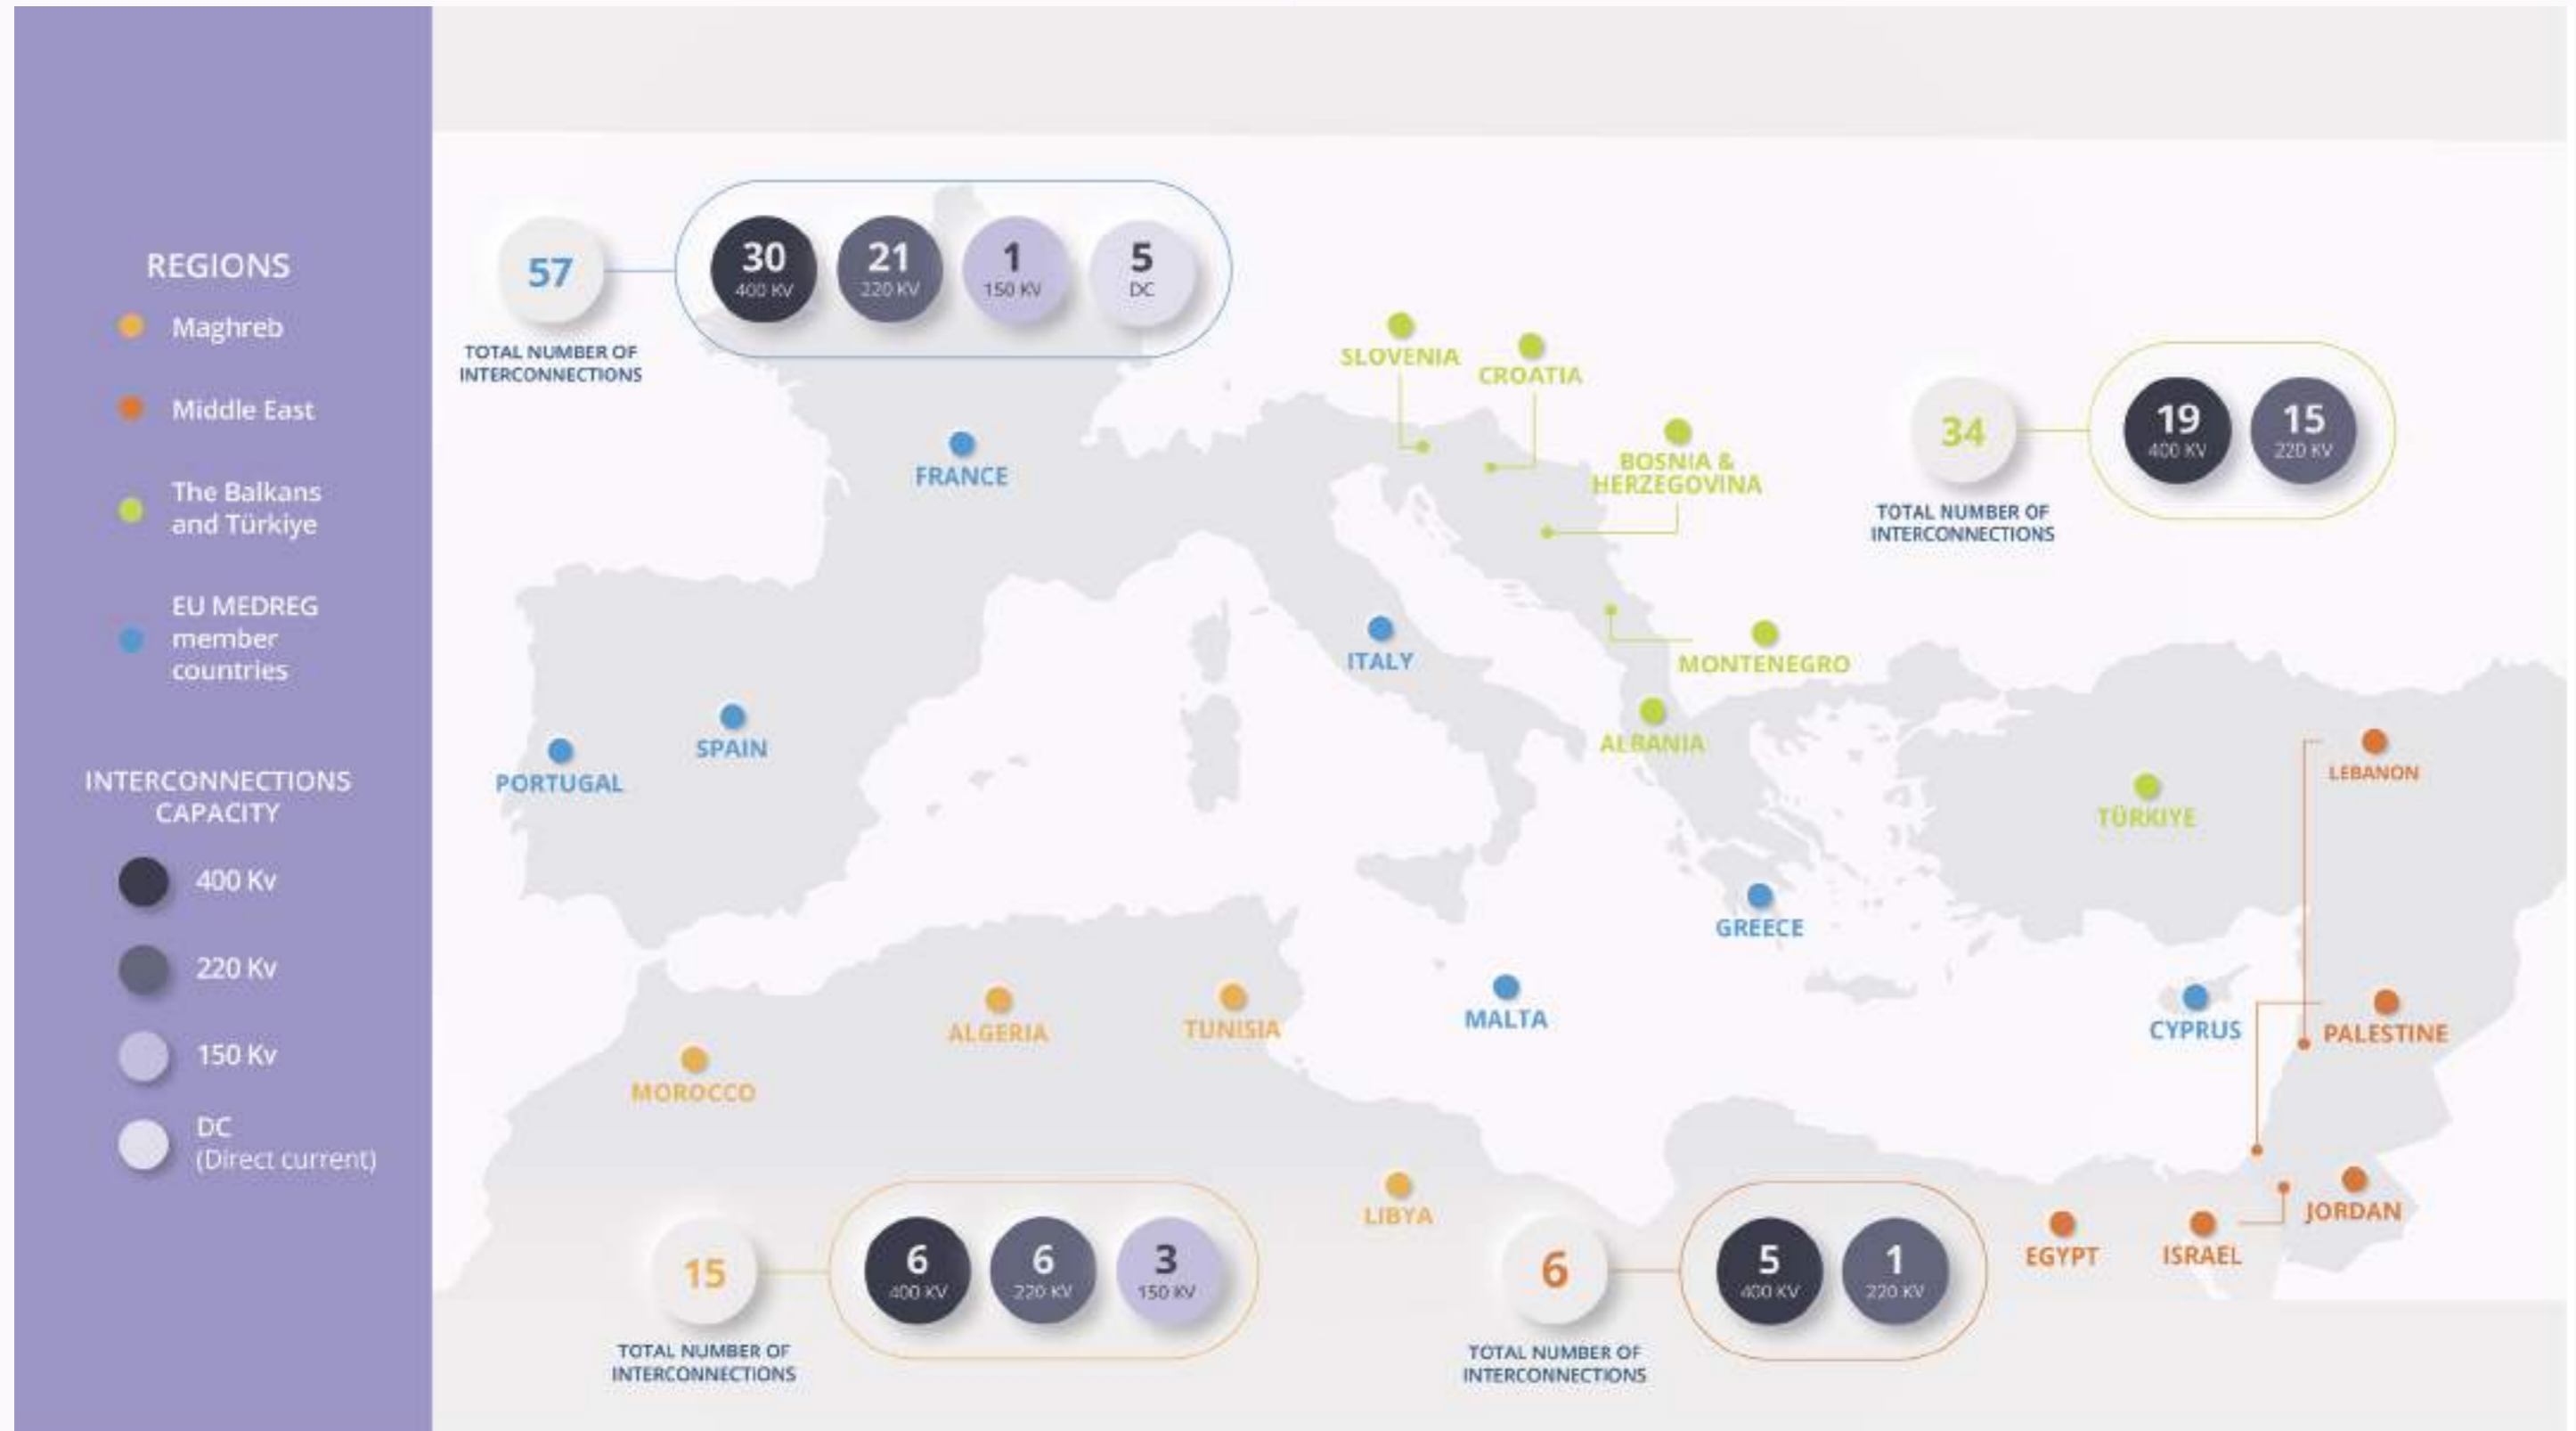 REGIONS
Maghreb
Middle East
The Balkans
and Türkiye
EU MEDREG
member
countries
INTERCONNECTIONS
CAPACITY
400 Kv
220 Kv
150 Kv
DC
(Direct current)
57
TOTAL NUMBER OF
INTERCONNECTIONS
30
400 KV
21
220 KV
1
150 KV
5
DC
SLOVENIA
CROATIA
BOSNIA &
HERZEGOVINA
34
TOTAL NUMBER OF
INTERCONNECTIONS
19
400 KV
15
220 KV
FRANCE
ITALY
MONTENEGRO
SPAIN
PORTUGAL
ALBANIA
TÜRKIYE
LEBANON
GREECE
MALTA
CYPRUS
PALESTINE
ALGERIA
TUNISIA
MOROCCO
LIBYA
EGYPT
ISRAEL
JORDAN
15
TOTAL NUMBER OF
INTERCONNECTIONS
6
400 KV
6
220 KV
3
150 KV
6
TOTAL NUMBER OF
INTERCONNECTIONS
5
400 KV
1
220 KV